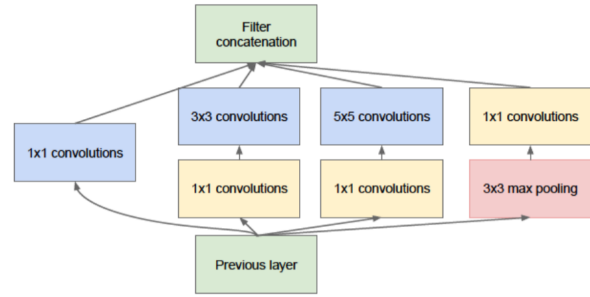 Filter
concatenation
3x3 convolutions
5x5 convolutions
1x1 convolutions
1x1 convolutions
1x1 convolutions
1x1 convolutions
3x3 max pooling
Previous layer